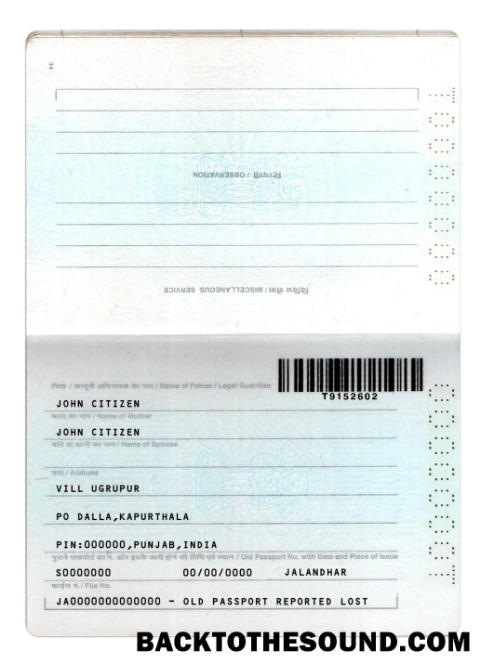 34
टिप्पणी / OBSERVATION
विविध सेवा / MISCELLANEOUS SERVICE
T9152602
पिता / कानूनी अभिभावक का नाम / Name of Father / Legal Guardian
JOHN CITIZEN
माता का नाम / Name of Mother
JOHN CITIZEN
पति या पत्नी का नाम / Name of Spouse
पता / Address
VILL UGRUPUR
PO DALLA,KAPURTHALA
PIN:000000,PUNJAB,INDIA
पुराने पासपोर्ट का नं. और इसके जारी होने की तिथि एवं स्थान / Old Passport No. with Date and Place of Issue
S0000000 00/00/0000 JALANDHAR
फाईल नं. / File No.
JA0000000000000 - OLD PASSPORT REPORTED LOST
BACKTOTHESOUND.COM